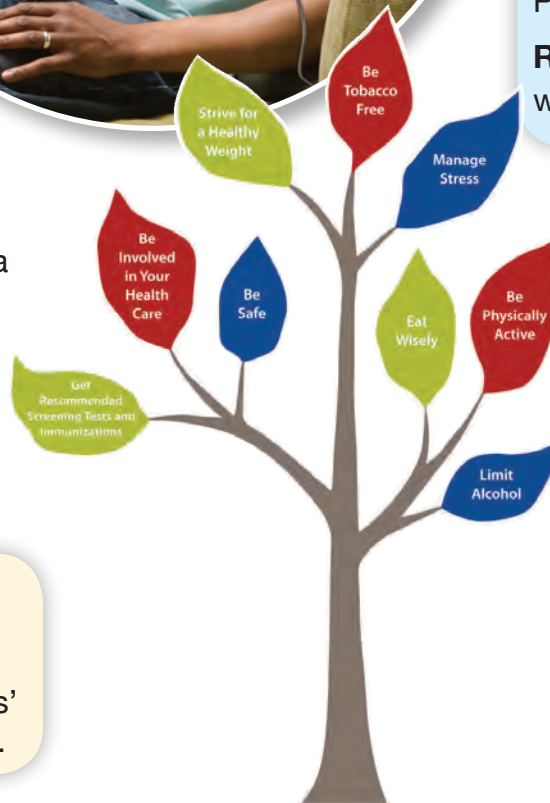 P
R
w
Be
Tobacco
Free
Strive for
a Healthy
Weight
Manage
Stress
a
Be
Involved
in Your
Health
Care
Be
Safe
Eat
Wisely
Be
Physically
Active
Get
Recommended
Screening Tests and
Immunizations
Limit
Alcohol
s’
.